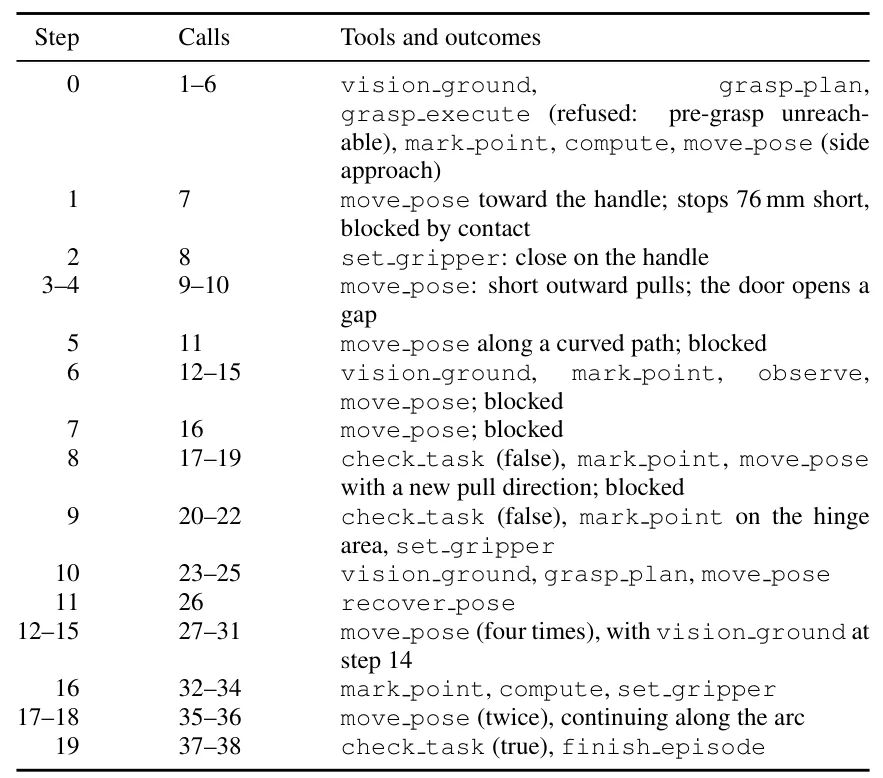 Step Calls Tools and outcomes
0 1–6 vision_ground, grasp_plan,
grasp_execute (refused: pre-grasp unreach-
able), mark_point, compute, move_pose (side
approach)
1 7 move_pose toward the handle; stops 76 mm short,
blocked by contact
2 8 set_gripper: close on the handle
3–4 9–10 move_pose: short outward pulls; the door opens a
gap
5 11 move_pose along a curved path; blocked
6 12–15 vision_ground, mark_point, observe,
move_pose; blocked
7 16 move_pose; blocked
8 17–19 check_task (false), mark_point, move_pose
with a new pull direction; blocked
9 20–22 check_task (false), mark_point on the hinge
area, set_gripper
10 23–25 vision_ground, grasp_plan, move_pose
11 26 recover_pose
12–15 27–31 move_pose (four times), with vision_ground at
step 14
16 32–34 mark_point, compute, set_gripper
17–18 35–36 move_pose (twice), continuing along the arc
19 37–38 check_task (true), finish_episode